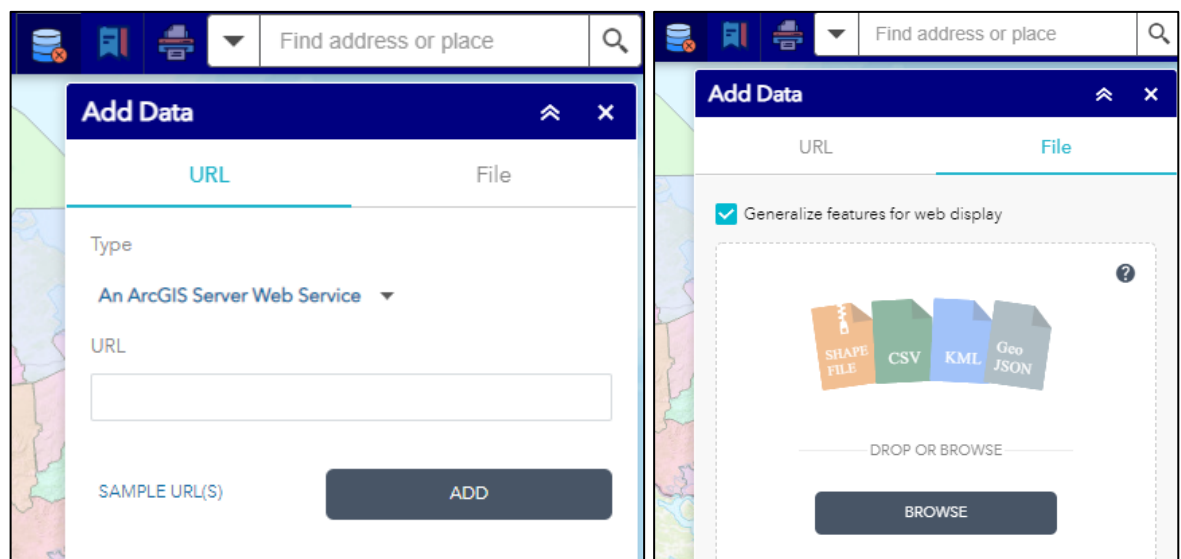 Find address or place
Add Data
URL
File
Type
An ArcGIS Server Web Service
URL
SAMPLE URL(S)
ADD
Find address or place
Add Data
URL
File
Generalize features for web display
?
SHAPE
FILE
CSV
KML
Geo
JSON
DROP OR BROWSE
BROWSE